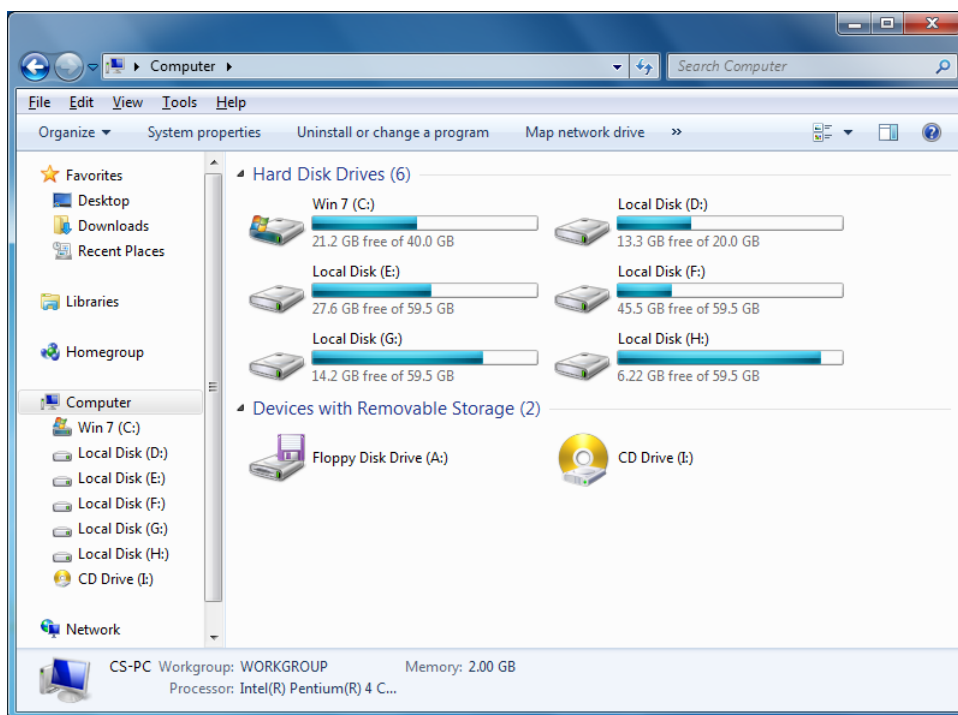 Computer
Search Computer
File Edit View Tools Help
Organize System properties Uninstall or change a program Map network drive »
Favorites
Desktop
Downloads
Recent Places
Libraries
Homegroup
Computer
Win 7 (C:)
Local Disk (D:)
Local Disk (E:)
Local Disk (F:)
Local Disk (G:)
Local Disk (H:)
CD Drive (I:)
Network
Hard Disk Drives (6)
Win 7 (C:)
21.2 GB free of 40.0 GB
Local Disk (D:)
13.3 GB free of 20.0 GB
Local Disk (E:)
27.6 GB free of 59.5 GB
Local Disk (F:)
45.5 GB free of 59.5 GB
Local Disk (G:)
14.2 GB free of 59.5 GB
Local Disk (H:)
6.22 GB free of 59.5 GB
Devices with Removable Storage (2)
Floppy Disk Drive (A:)
CD Drive (I:)
CS-PC Workgroup: WORKGROUP Memory: 2.00 GB
Processor: Intel(R) Pentium(R) 4 C...